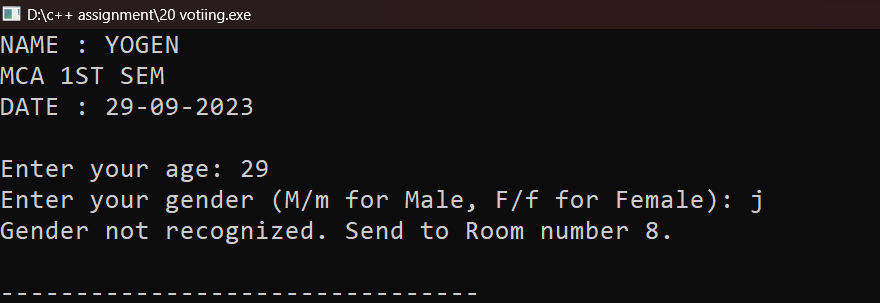 D:\c++ assignment\20 votiing.exe
NAME : YOGEN
MCA 1ST SEM
DATE : 29-09-2023
Enter your age: 29
Enter your gender (M/m for Male, F/f for Female): j
Gender not recognized. Send to Room number 8.
--------------------------------